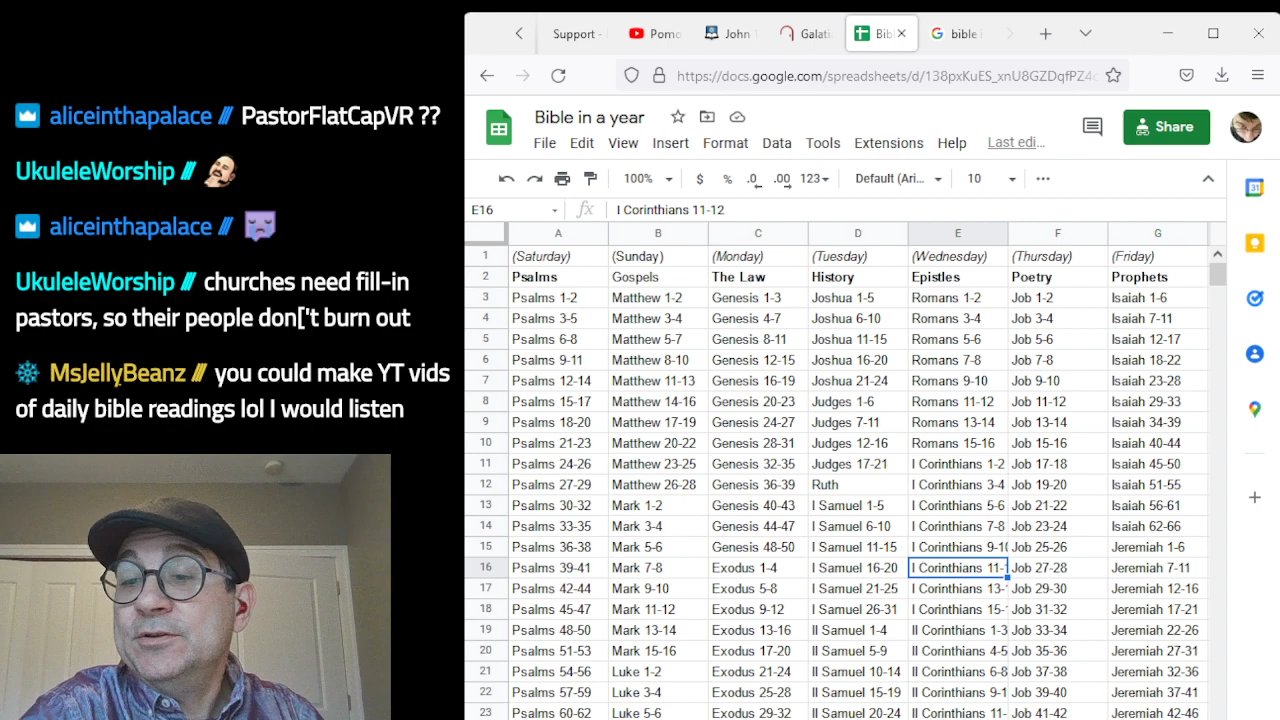 aliceinthapalace /// PastorFlatCapVR ??
UkuleleWorship ///
aliceinthapalace ///
UkuleleWorship /// churches need fill-in
pastors, so their people don['t burn out
MsJellyBeanz /// you could make YT vids
of daily bible readings lol I would listen
Support - Pomo John Galati Bib bible i
https://docs.google.com/spreadsheets/d/138pxKuES_xnU8GZDqfPZ4c
Bible in a year
File Edit View Insert Format Data Tools Extensions Help Last edi...
Share
100% $ % .0 .00 123 Default (Ari... 10
E16 fx I Corinthians 11-12
A B C D E F G
1 (Saturday) (Sunday) (Monday) (Tuesday) (Wednesday) (Thursday) (Friday)
2 Psalms Gospels The Law History Epistles Poetry Prophets
3 Psalms 1-2 Matthew 1-2 Genesis 1-3 Joshua 1-5 Romans 1-2 Job 1-2 Isaiah 1-6
4 Psalms 3-5 Matthew 3-4 Genesis 4-7 Joshua 6-10 Romans 3-4 Job 3-4 Isaiah 7-11
5 Psalms 6-8 Matthew 5-7 Genesis 8-11 Joshua 11-15 Romans 5-6 Job 5-6 Isaiah 12-17
6 Psalms 9-11 Matthew 8-10 Genesis 12-15 Joshua 16-20 Romans 7-8 Job 7-8 Isaiah 18-22
7 Psalms 12-14 Matthew 11-13 Genesis 16-19 Joshua 21-24 Romans 9-10 Job 9-10 Isaiah 23-28
8 Psalms 15-17 Matthew 14-16 Genesis 20-23 Judges 1-6 Romans 11-12 Job 11-12 Isaiah 29-33
9 Psalms 18-20 Matthew 17-19 Genesis 24-27 Judges 7-11 Romans 13-14 Job 13-14 Isaiah 34-39
10 Psalms 21-23 Matthew 20-22 Genesis 28-31 Judges 12-16 Romans 15-16 Job 15-16 Isaiah 40-44
11 Psalms 24-26 Matthew 23-25 Genesis 32-35 Judges 17-21 I Corinthians 1-2 Job 17-18 Isaiah 45-50
12 Psalms 27-29 Matthew 26-28 Genesis 36-39 Ruth I Corinthians 3-4 Job 19-20 Isaiah 51-55
13 Psalms 30-32 Mark 1-2 Genesis 40-43 I Samuel 1-5 I Corinthians 5-6 Job 21-22 Isaiah 56-61
14 Psalms 33-35 Mark 3-4 Genesis 44-47 I Samuel 6-10 I Corinthians 7-8 Job 23-24 Isaiah 62-66
15 Psalms 36-38 Mark 5-6 Genesis 48-50 I Samuel 11-15 I Corinthians 9-10 Job 25-26 Jeremiah 1-6
16 Psalms 39-41 Mark 7-8 Exodus 1-4 I Samuel 16-20 I Corinthians 11- Job 27-28 Jeremiah 7-11
17 Psalms 42-44 Mark 9-10 Exodus 5-8 I Samuel 21-25 I Corinthians 13- Job 29-30 Jeremiah 12-16
18 Psalms 45-47 Mark 11-12 Exodus 9-12 I Samuel 26-31 I Corinthians 15- Job 31-32 Jeremiah 17-21
19 Psalms 48-50 Mark 13-14 Exodus 13-16 II Samuel 1-4 II Corinthians 1-3 Job 33-34 Jeremiah 22-26
20 Psalms 51-53 Mark 15-16 Exodus 17-20 II Samuel 5-9 II Corinthians 4-5 Job 35-36 Jeremiah 27-31
21 Psalms 54-56 Luke 1-2 Exodus 21-24 II Samuel 10-14 II Corinthians 6-8 Job 37-38 Jeremiah 32-36
22 Psalms 57-59 Luke 3-4 Exodus 25-28 II Samuel 15-19 II Corinthians 9-1 Job 39-40 Jeremiah 37-41
23 Psalms 60-62 Luke 5-6 Exodus 29-32 II Samuel 20-24 II Corinthians 11- Job 41-42 Jeremiah 42-46